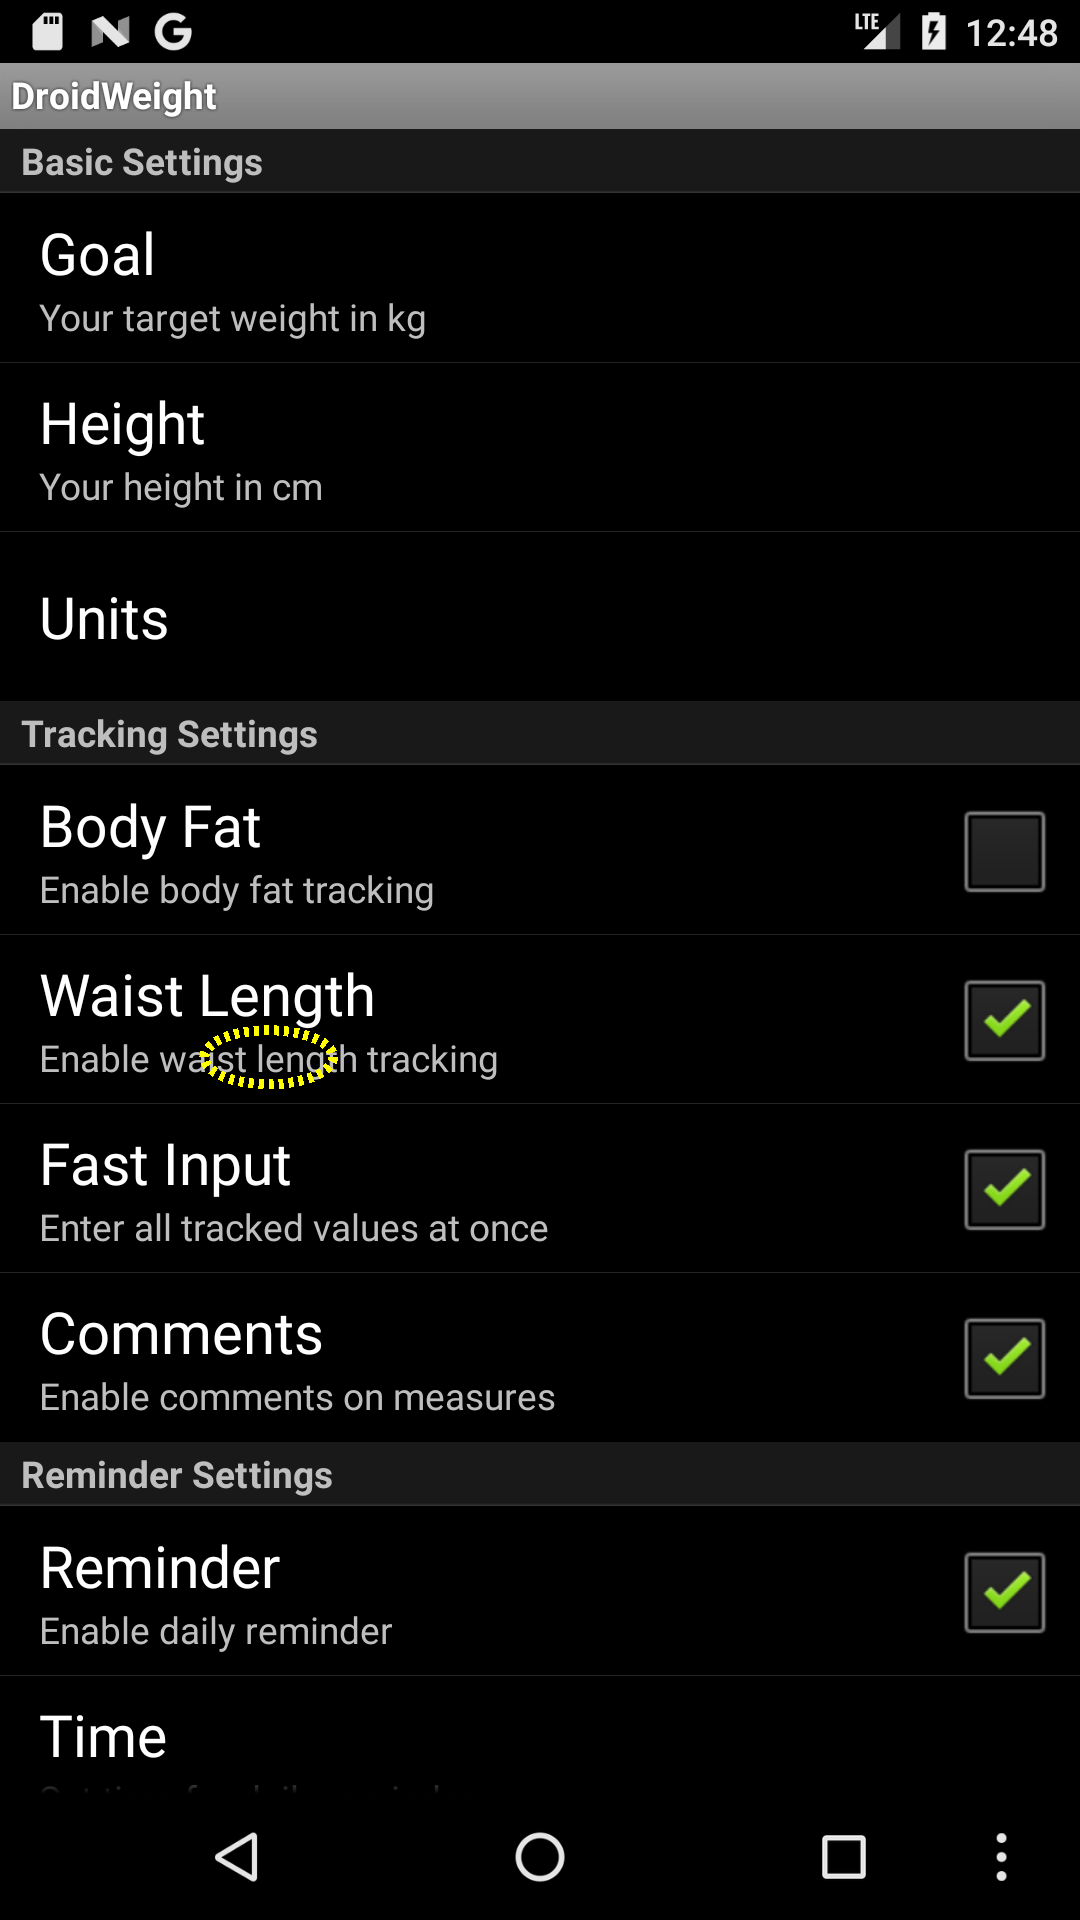 LTE 12:48
DroidWeight
Basic Settings
Goal
Your target weight in kg
Height
Your height in cm
Units
Tracking Settings
Body Fat
Enable body fat tracking
Waist Length
Enable waist length tracking
Fast Input
Enter all tracked values at once
Comments
Enable comments on measures
Reminder Settings
Reminder
Enable daily reminder
Time